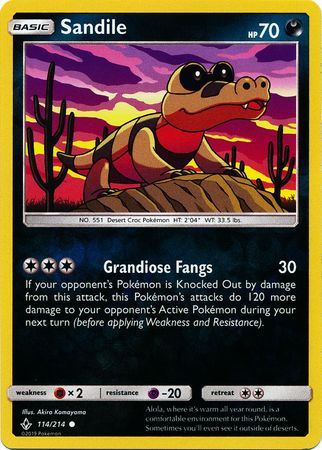 BASIC Sandile HP 70
NO. 551 Desert Croc Pokémon HT: 2'04" WT: 33.5 lbs.
Grandiose Fangs 30
If your opponent's Pokémon is Knocked Out by damage
from this attack, this Pokémon's attacks do 120 more
damage to your opponent's Active Pokémon during your
next turn (before applying Weakness and Resistance).
weakness × 2 resistance -20 retreat
Illus. Akira Komayama
114/214
©2019 Pokémon
Alola, where it's warm all year round, is a
comfortable environment for this Pokémon.
Sometimes you'll even see it outside of deserts.